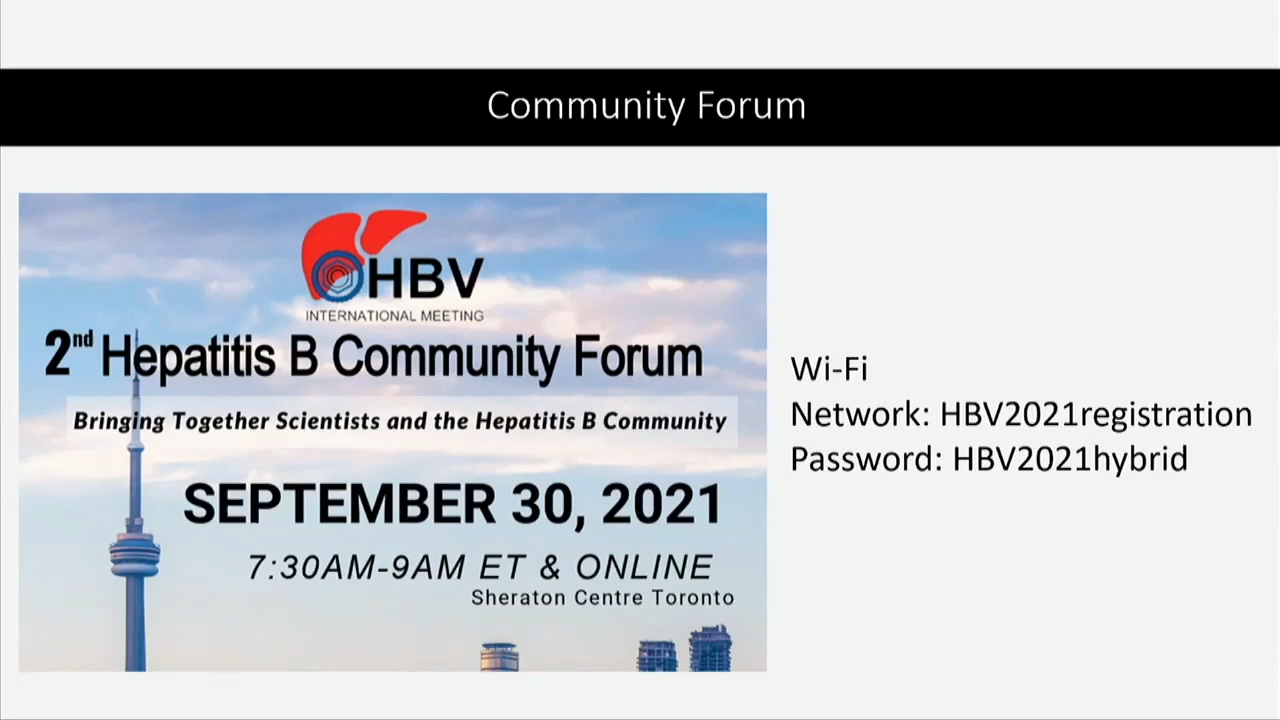 Community Forum
HBV
INTERNATIONAL MEETING
2nd Hepatitis B Community Forum
Bringing Together Scientists and the Hepatitis B Community
SEPTEMBER 30, 2021
7:30AM-9AM ET & ONLINE
Sheraton Centre Toronto
Wi-Fi
Network: HBV2021registration
Password: HBV2021hybrid